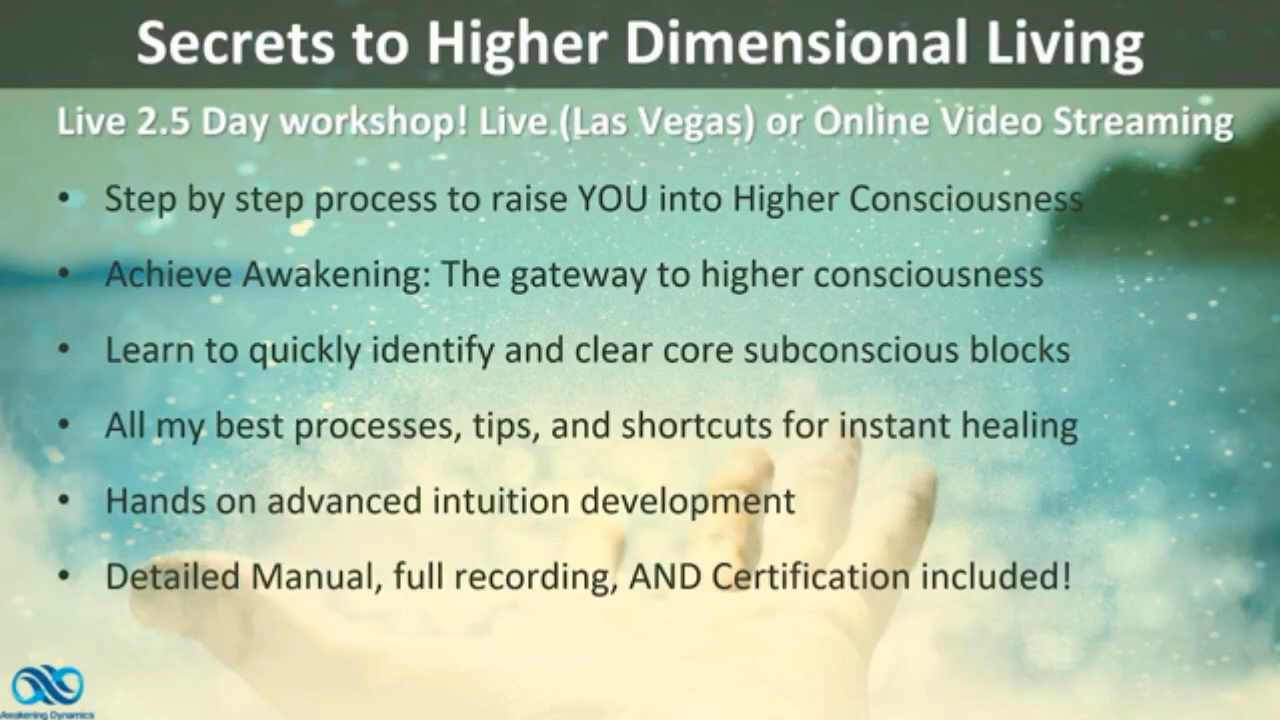 Secrets to Higher Dimensional Living
Live 2.5 Day workshop! Live (Las Vegas) or Online Video Streaming
• Step by step process to raise YOU into Higher Consciousness
• Achieve Awakening: The gateway to higher consciousness
• Learn to quickly identify and clear core subconscious blocks
• All my best processes, tips, and shortcuts for instant healing
• Hands on advanced intuition development
• Detailed Manual, full recording, AND Certification included!
Awakening Dynamics